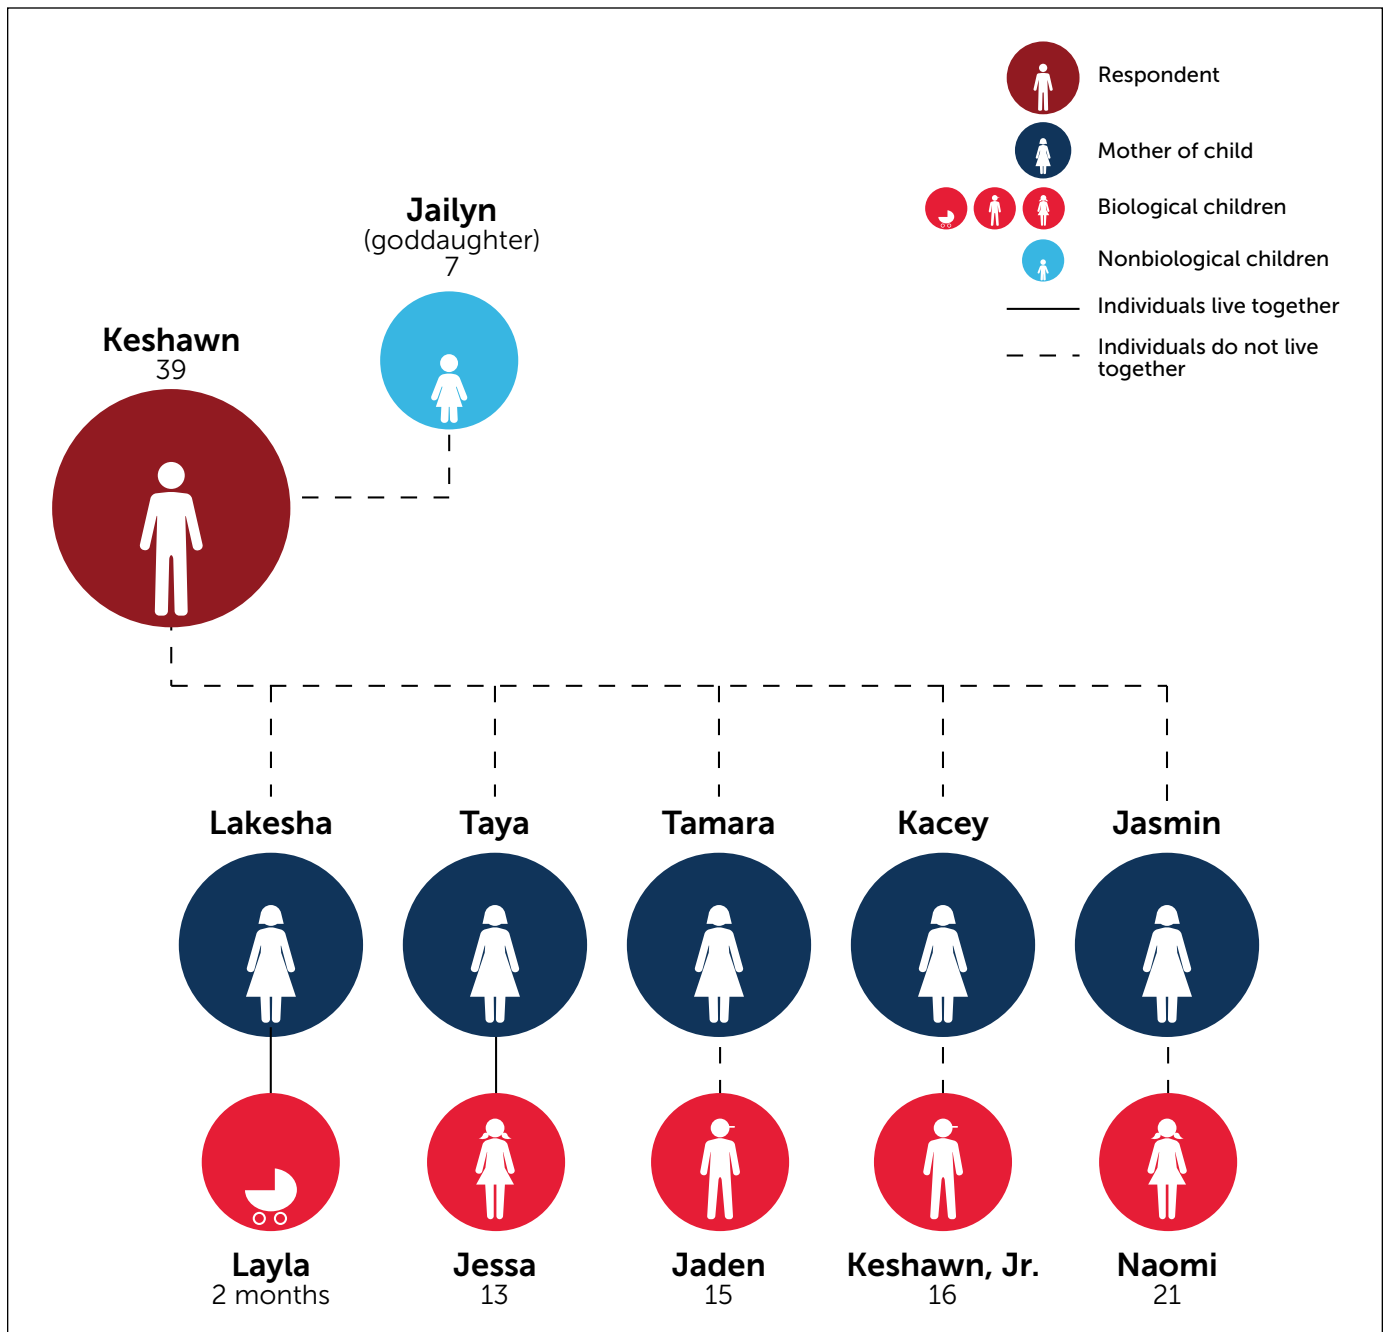 Respondent
Mother of child
Biological children
Nonbiological children
Individuals live together
Individuals do not live
together
Jailyn
(goddaughter)
7
Keshawn
39
Lakesha
Taya
Tamara
Kacey
Jasmin
Layla
2 months
Jessa
13
Jaden
15
Keshawn, Jr.
16
Naomi
21